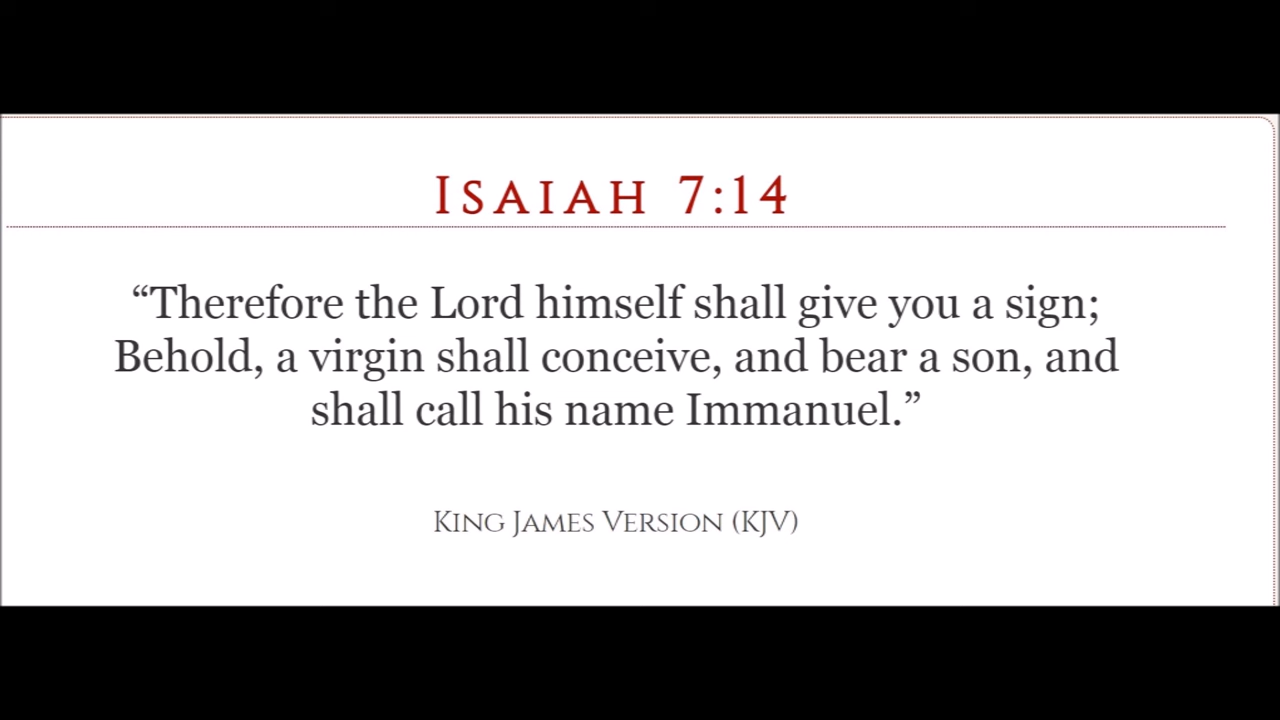 Isaiah 7:14
“Therefore the Lord himself shall give you a sign;
Behold, a virgin shall conceive, and bear a son, and
shall call his name Immanuel.”
King James Version (KJV)